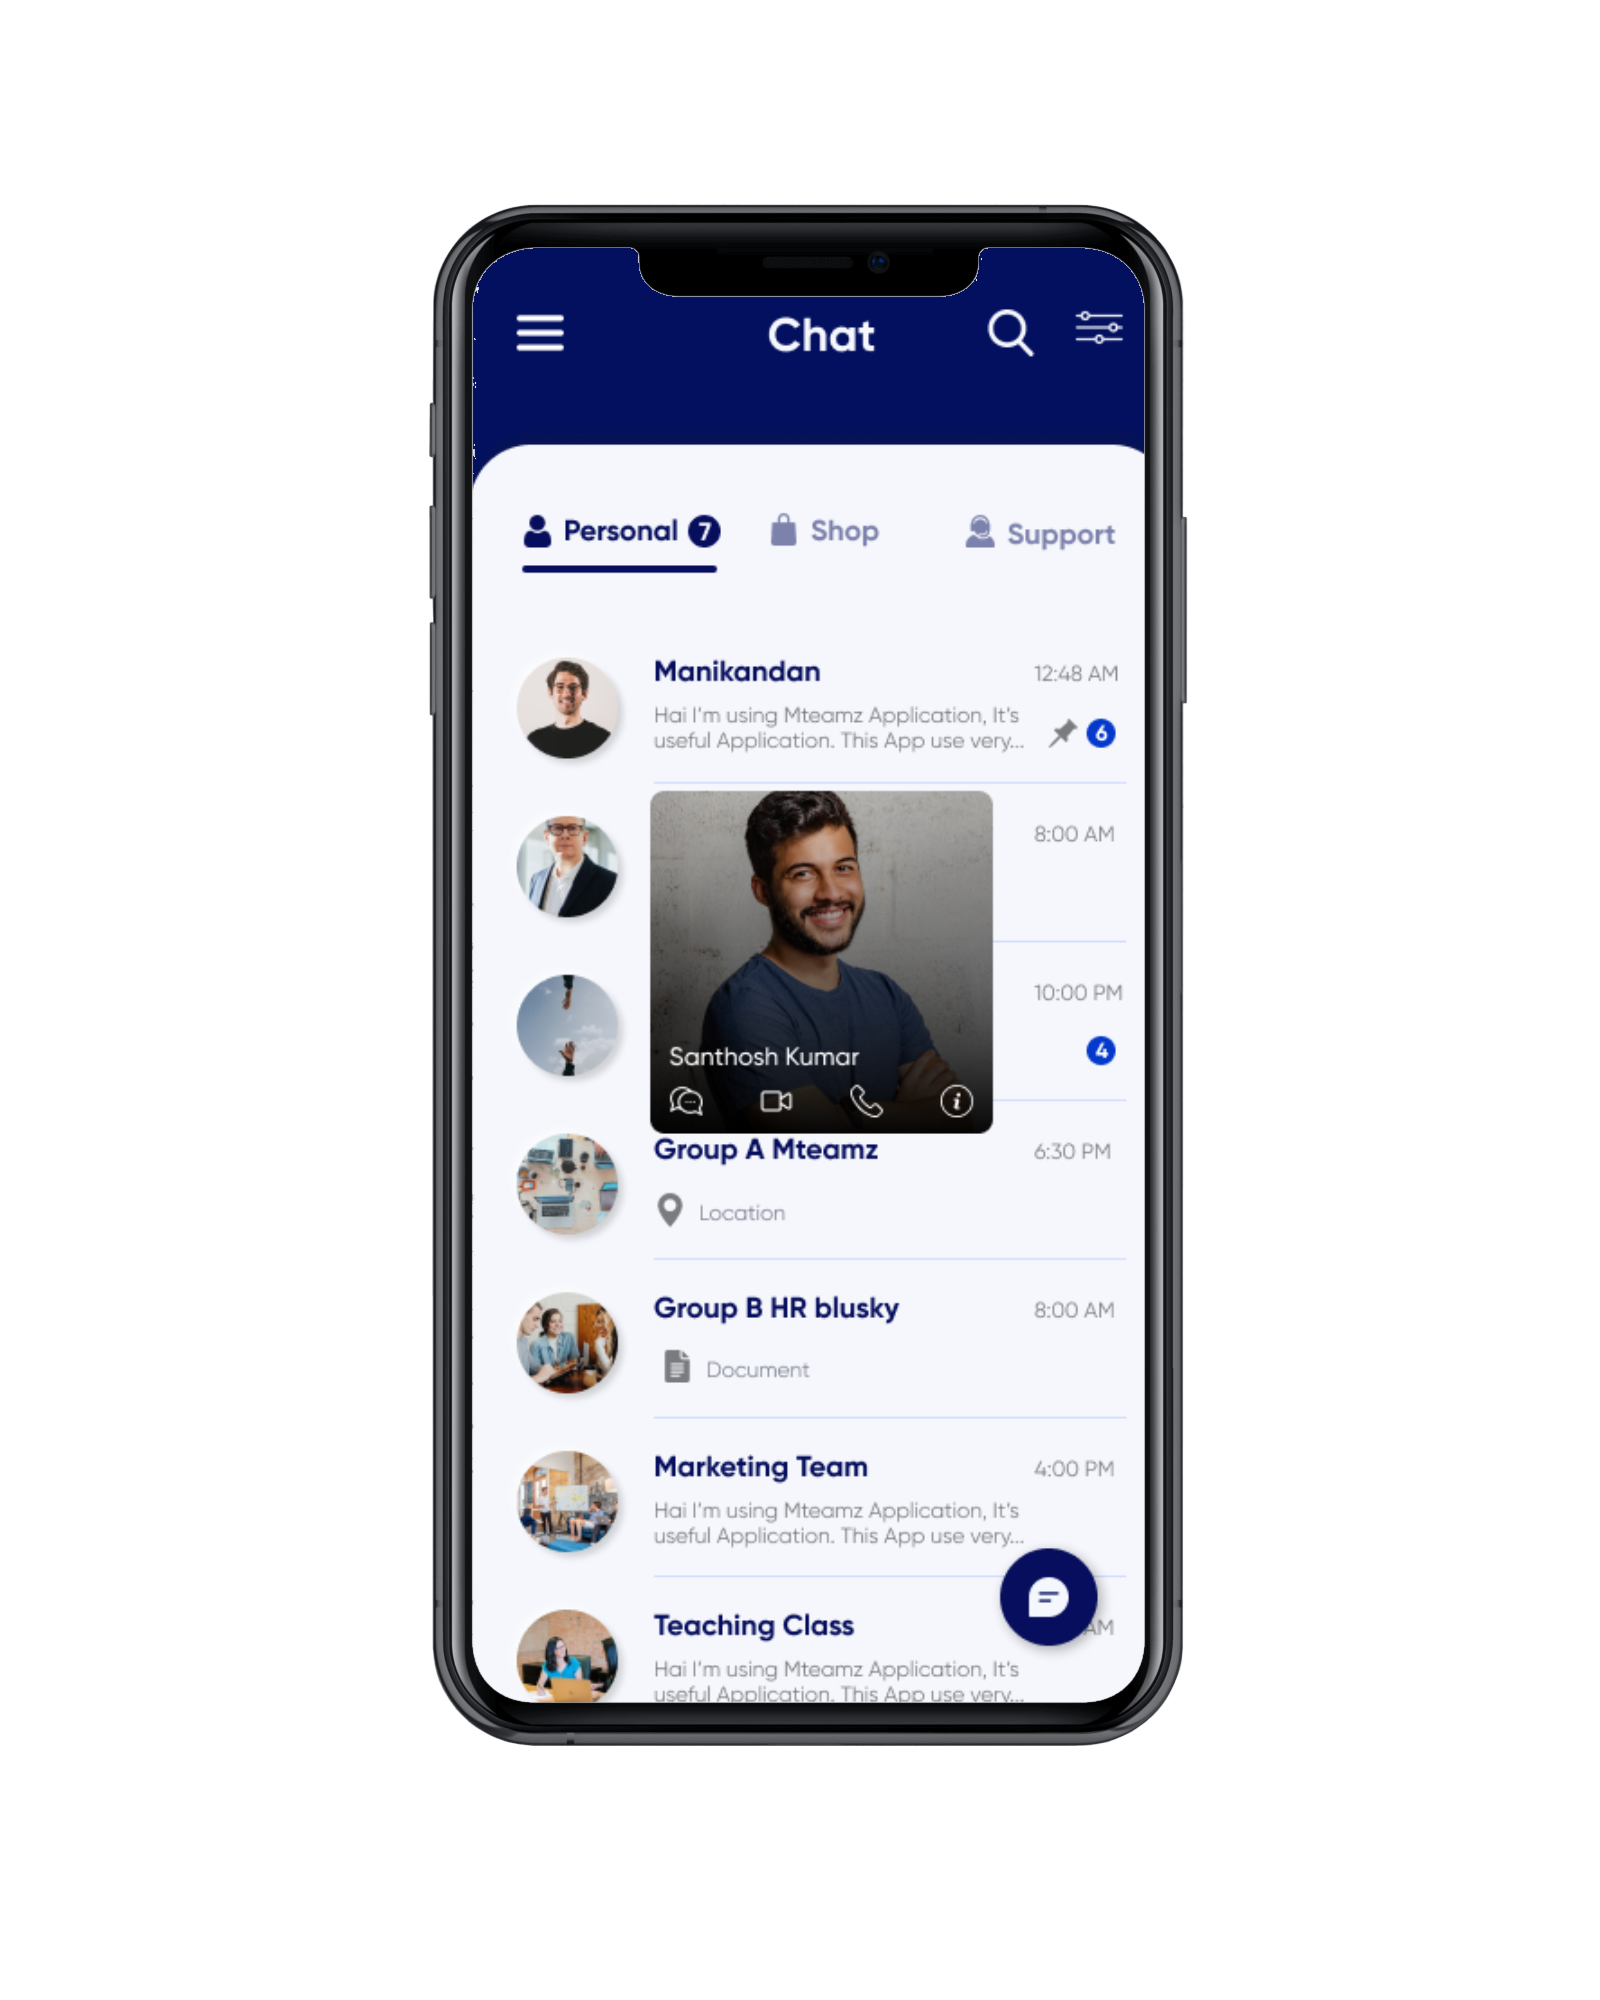 Chat
Personal 7
Shop
Support
Manikandan
12:48 AM
Hai I'm using Mteamz Application, It's
useful Application. This App use very...
6
8:00 AM
10:00 PM
4
Santhosh Kumar
Group A Mteamz
6:30 PM
Location
Group B HR blusky
8:00 AM
Document
Marketing Team
4:00 PM
Hai I'm using Mteamz Application, It's
useful Application. This App use very...
Teaching Class
AM
Hai I'm using Mteamz Application, It's
useful Application. This App use very...